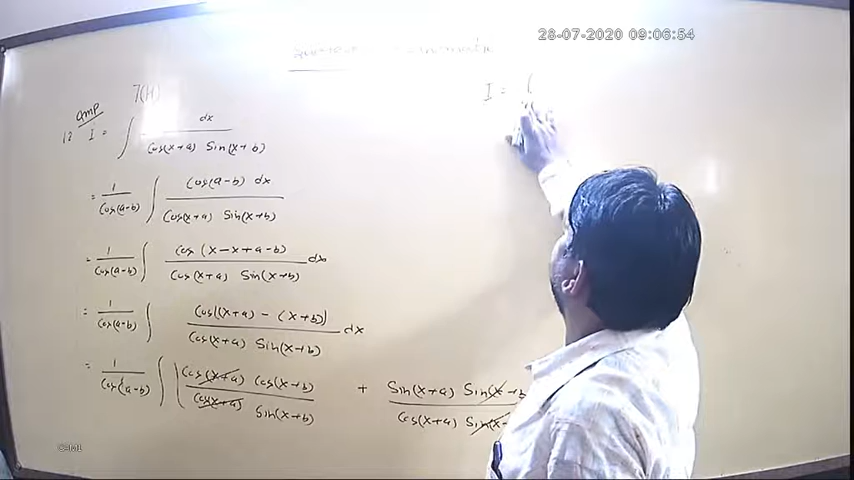 28-07-2020 09:06:54
7(H)
Qmp
12 I = ∫ dx / Cos(x+a) Sin(x+b)
= 1/Cos(a-b) ∫ Cos(a-b) dx / Cos(x+a) Sin(x+b)
= 1/Cos(a-b) ∫ Cos(x-x+a-b) / Cos(x+a) Sin(x+b) dx
= 1/Cos(a-b) ∫ Cos((x+a) - (x+b)) / Cos(x+a) Sin(x+b) dx
= 1/Cos(a-b) ∫ Cos(x+a) Cos(x+b) / Cos(x+a) Sin(x+b) + Sin(x+a) Sin(x+b / Cos(x+a) Sin(x-
I =
CAM1